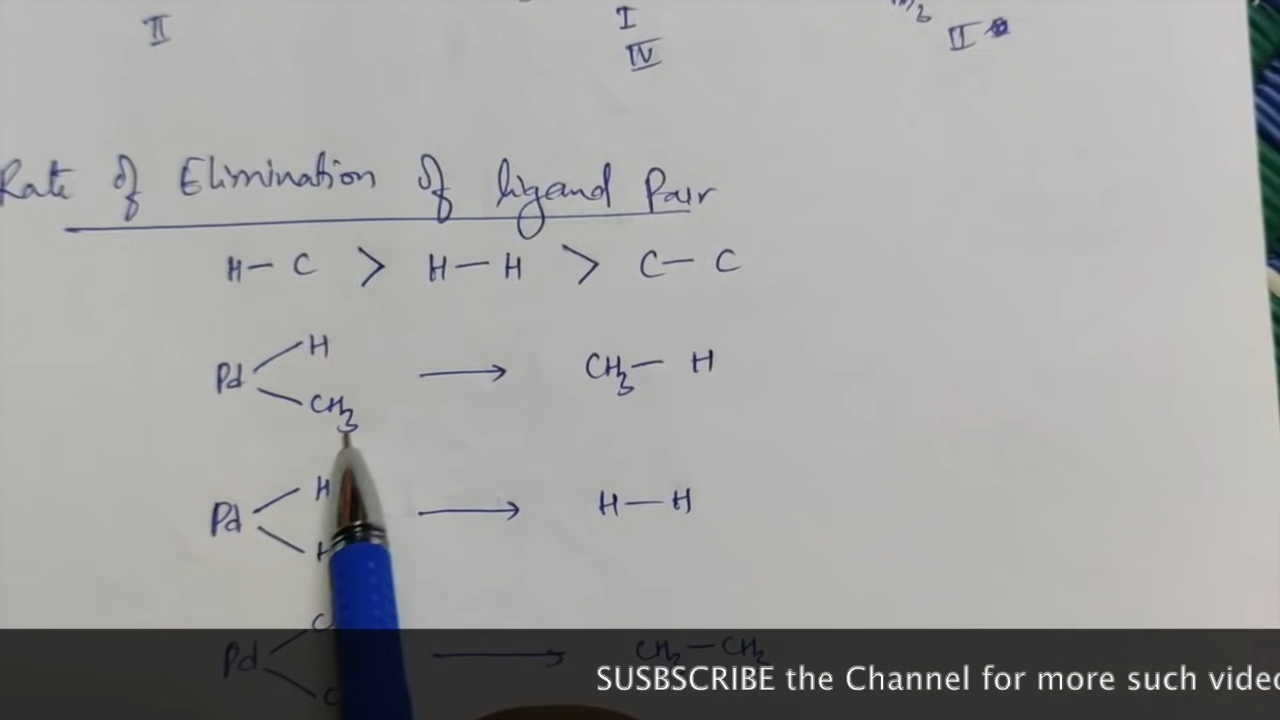 II I II
IV
Rate of Elimination of ligand Pair
H - C > H - H > C - C
H
Pd → CH3 - H
CH3
H
Pd → H - H
H
C
Pd → CH3 - CH3
C
SUSBSCRIBE the Channel for more such